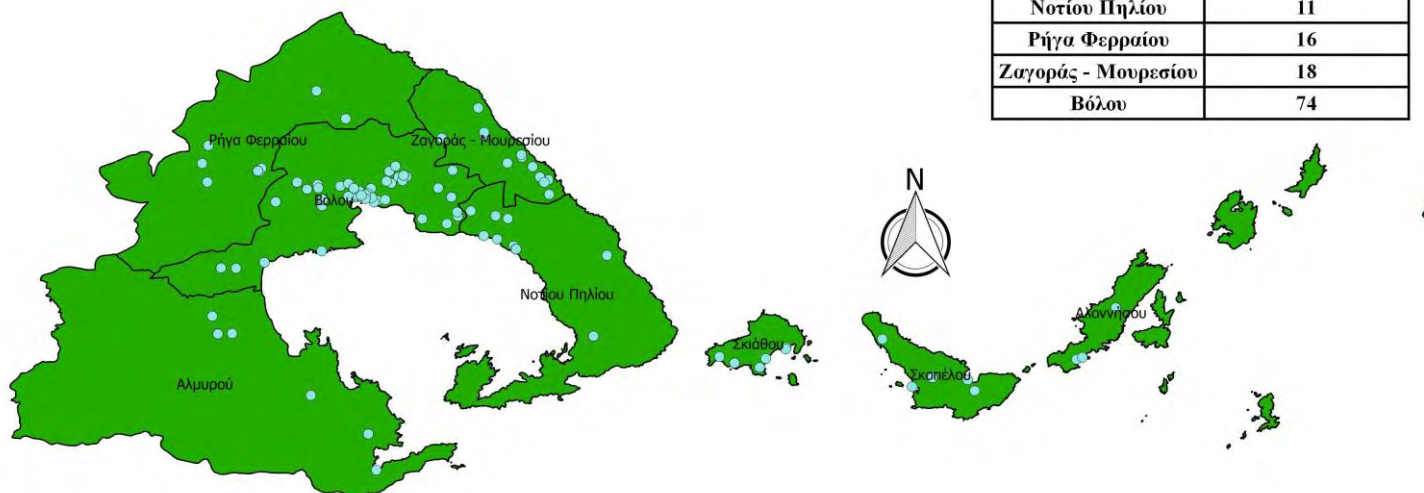 Νοτίου Πηλίου 11
Ρήγα Φερραίου 16
Ζαγοράς - Μουρεσίου 18
Βόλου 74
Ρήγα Φερραίου
Ζαγοράς - Μουρεσίου
Βόλου
N
Νοτίου Πηλίου
Αλοννήσου
Σκιάθου
Σκοπέλου
Αλμυρού